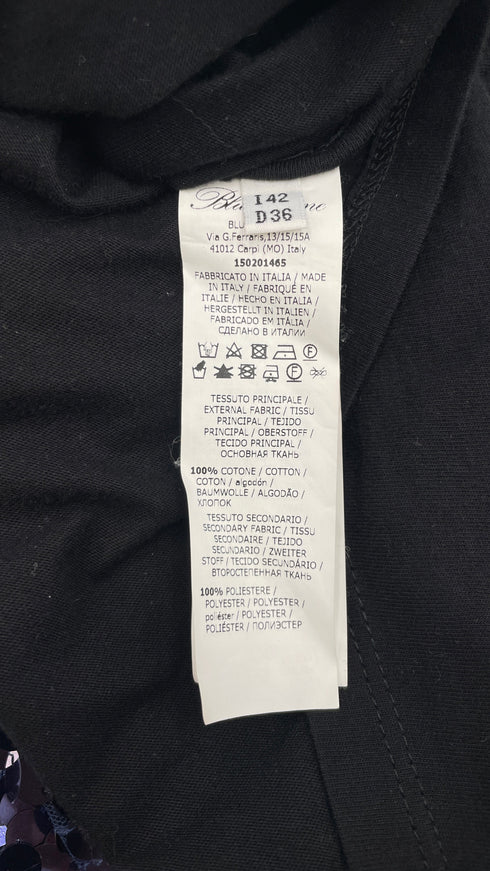 I 42
D 36
BLU
Via G.Ferraris,13/15/15A
41012 Carpi (MO) Italy
150201465
FABBRICATO IN ITALIA / MADE
IN ITALY / FABRIQUÉ EN
ITALIE / HECHO EN ITALIA /
HERGESTELLT IN ITALIEN /
FABRICADO EM ITÁLIA /
СДЕЛАНО В ИТАЛИИ
TESSUTO PRINCIPALE /
EXTERNAL FABRIC / TISSU
PRINCIPAL / TEJIDO
PRINCIPAL / OBERSTOFF /
TECIDO PRINCIPAL /
ОСНОВНАЯ ТКАНЬ
100% COTONE / COTTON /
COTON / algodón /
BAUMWOLLE / ALGODÃO /
ХЛОПОК
TESSUTO SECONDARIO /
SECONDARY FABRIC / TISSU
SECONDAIRE / TEJIDO
SECUNDARIO / ZWEITER
STOFF / TECIDO SECUNDÁRIO /
ВТОРОСТЕПЕННАЯ ТКАНЬ
100% POLIESTERE /
POLYESTER / POLYESTER /
poliéster / POLYESTER /
POLIÉSTER / ПОЛИЭСТЕР